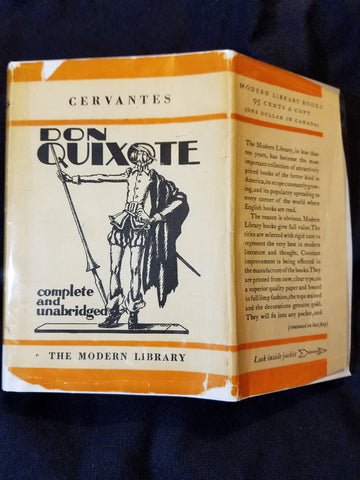 CERVANTES
DON
QUIXOTE
complete
and
unabridged
THE MODERN LIBRARY
MODERN LIBRARY BOOKS
95 CENTS A COPY
(ONE DOLLAR IN CANADA)
The Modern Library, in less than
ten years, has become the most
important collection of attractively
printed books of the better kind in
America, its scope constantly grow-
ing, and its popularity spreading to
every corner of the world where
English books are read.
The reason is obvious. Modern
Library books give full value. The
titles are selected with rigid care to
represent the very best in modern
literature and thought. Constant
improvement is being effected in
the manufacture of the books. They
are printed from new, clear type, on
a superior quality paper and bound
in full limp fashion, the tops stained
and the decorations genuine gold.
They will fit into any pocket, and
(continued on back flap)
Look inside jacket